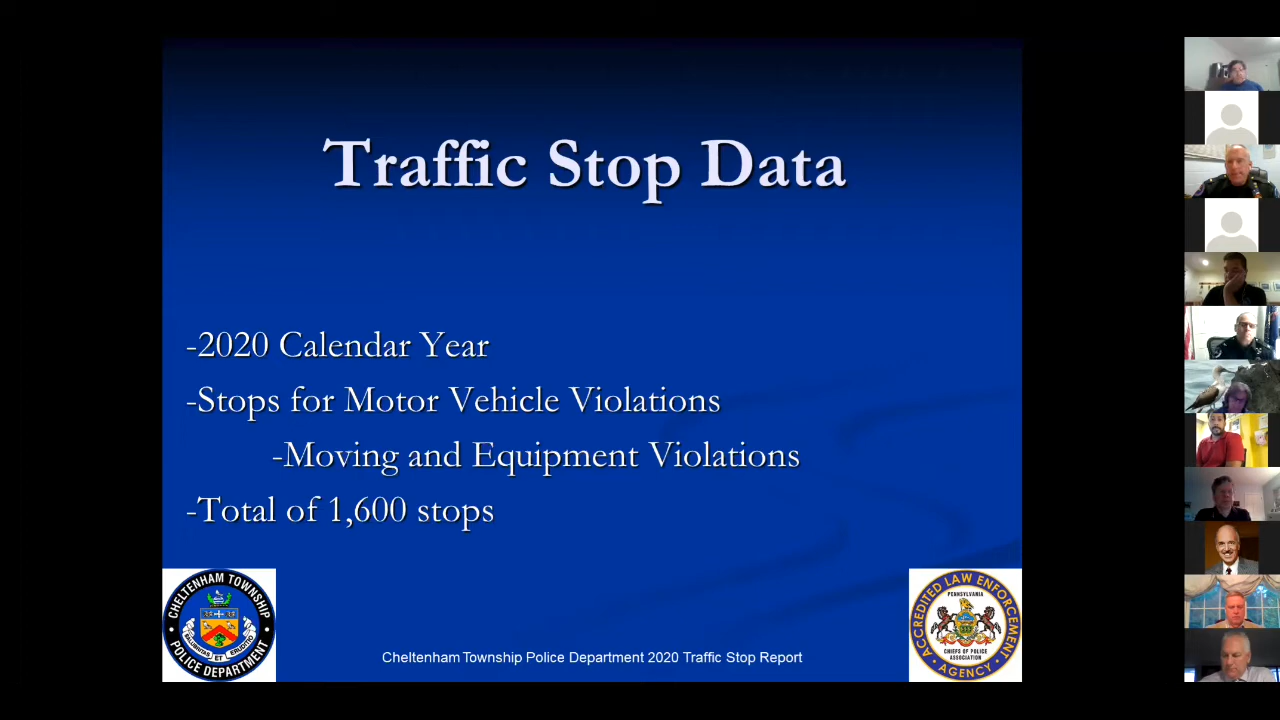 Traffic Stop Data
-2020 Calendar Year
-Stops for Motor Vehicle Violations
-Moving and Equipment Violations
-Total of 1,600 stops
CHELTENHAM TOWNSHIP
POLICE DEPARTMENT
Cheltenham Township Police Department 2020 Traffic Stop Report
ACCREDITED LAW ENFORCEMENT
AGENCY
PENNSYLVANIA
CHIEFS OF POLICE
ASSOCIATION